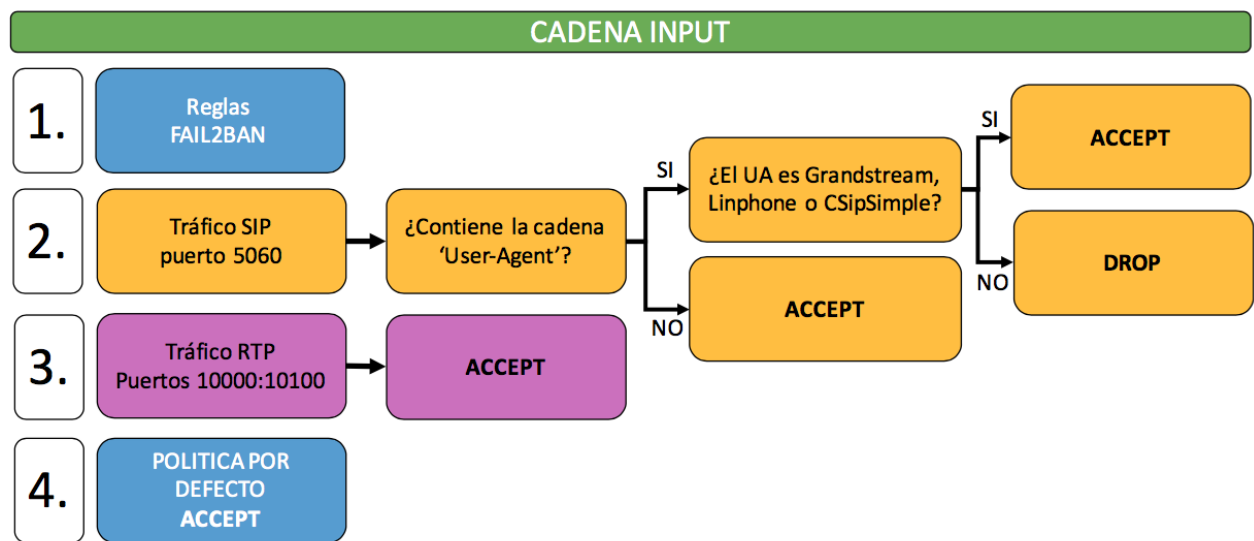 CADENA INPUT
1.
Reglas
FAIL2BAN
2.
Tráfico SIP
puerto 5060
¿Contiene la cadena
‘User-Agent’?
SI
¿El UA es Grandstream,
Linphone o CSipSimple?
SI
ACCEPT
NO
DROP
NO
ACCEPT
3.
Tráfico RTP
Puertos 10000:10100
ACCEPT
4.
POLITICA POR
DEFECTO
ACCEPT